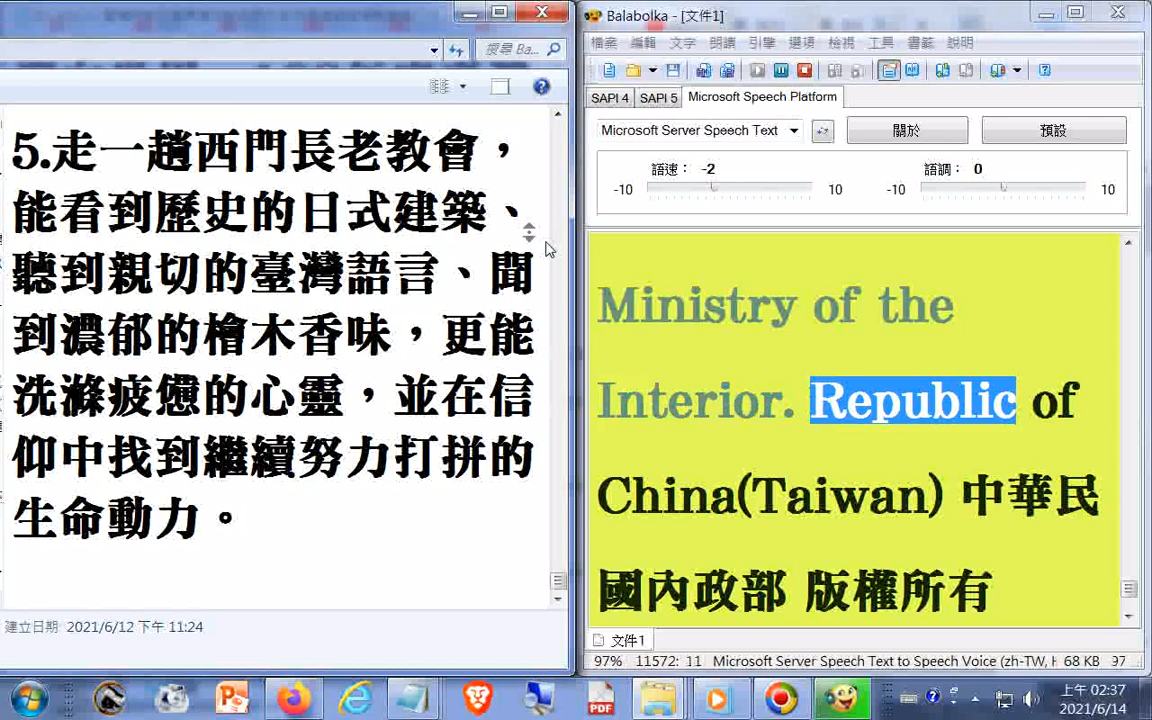 搜尋 Ba...
5.走一趟西門長老教會，
能看到歷史的日式建築、
聽到親切的臺灣語言、聞
到濃郁的檜木香味，更能
洗滌疲憊的心靈，並在信
仰中找到繼續努力打拼的
生命動力。
建立日期: 2021/6/12 下午 11:24
Balabolka - [文件1]
檔案 編輯 文字 朗讀 引擎 選項 檢視 工具 書籤 說明
SAPI 4 SAPI 5 Microsoft Speech Platform
Microsoft Server Speech Text 關於 預設
語速： -2 語調： 0
-10 10 -10 10
Ministry of the
Interior. Republic of
China(Taiwan) 中華民
國內政部 版權所有
文件1
97% 11572: 11 Microsoft Server Speech Text to Speech Voice (zh-TW, H 68 KB 97
PDF
上午 02:37
2021/6/14